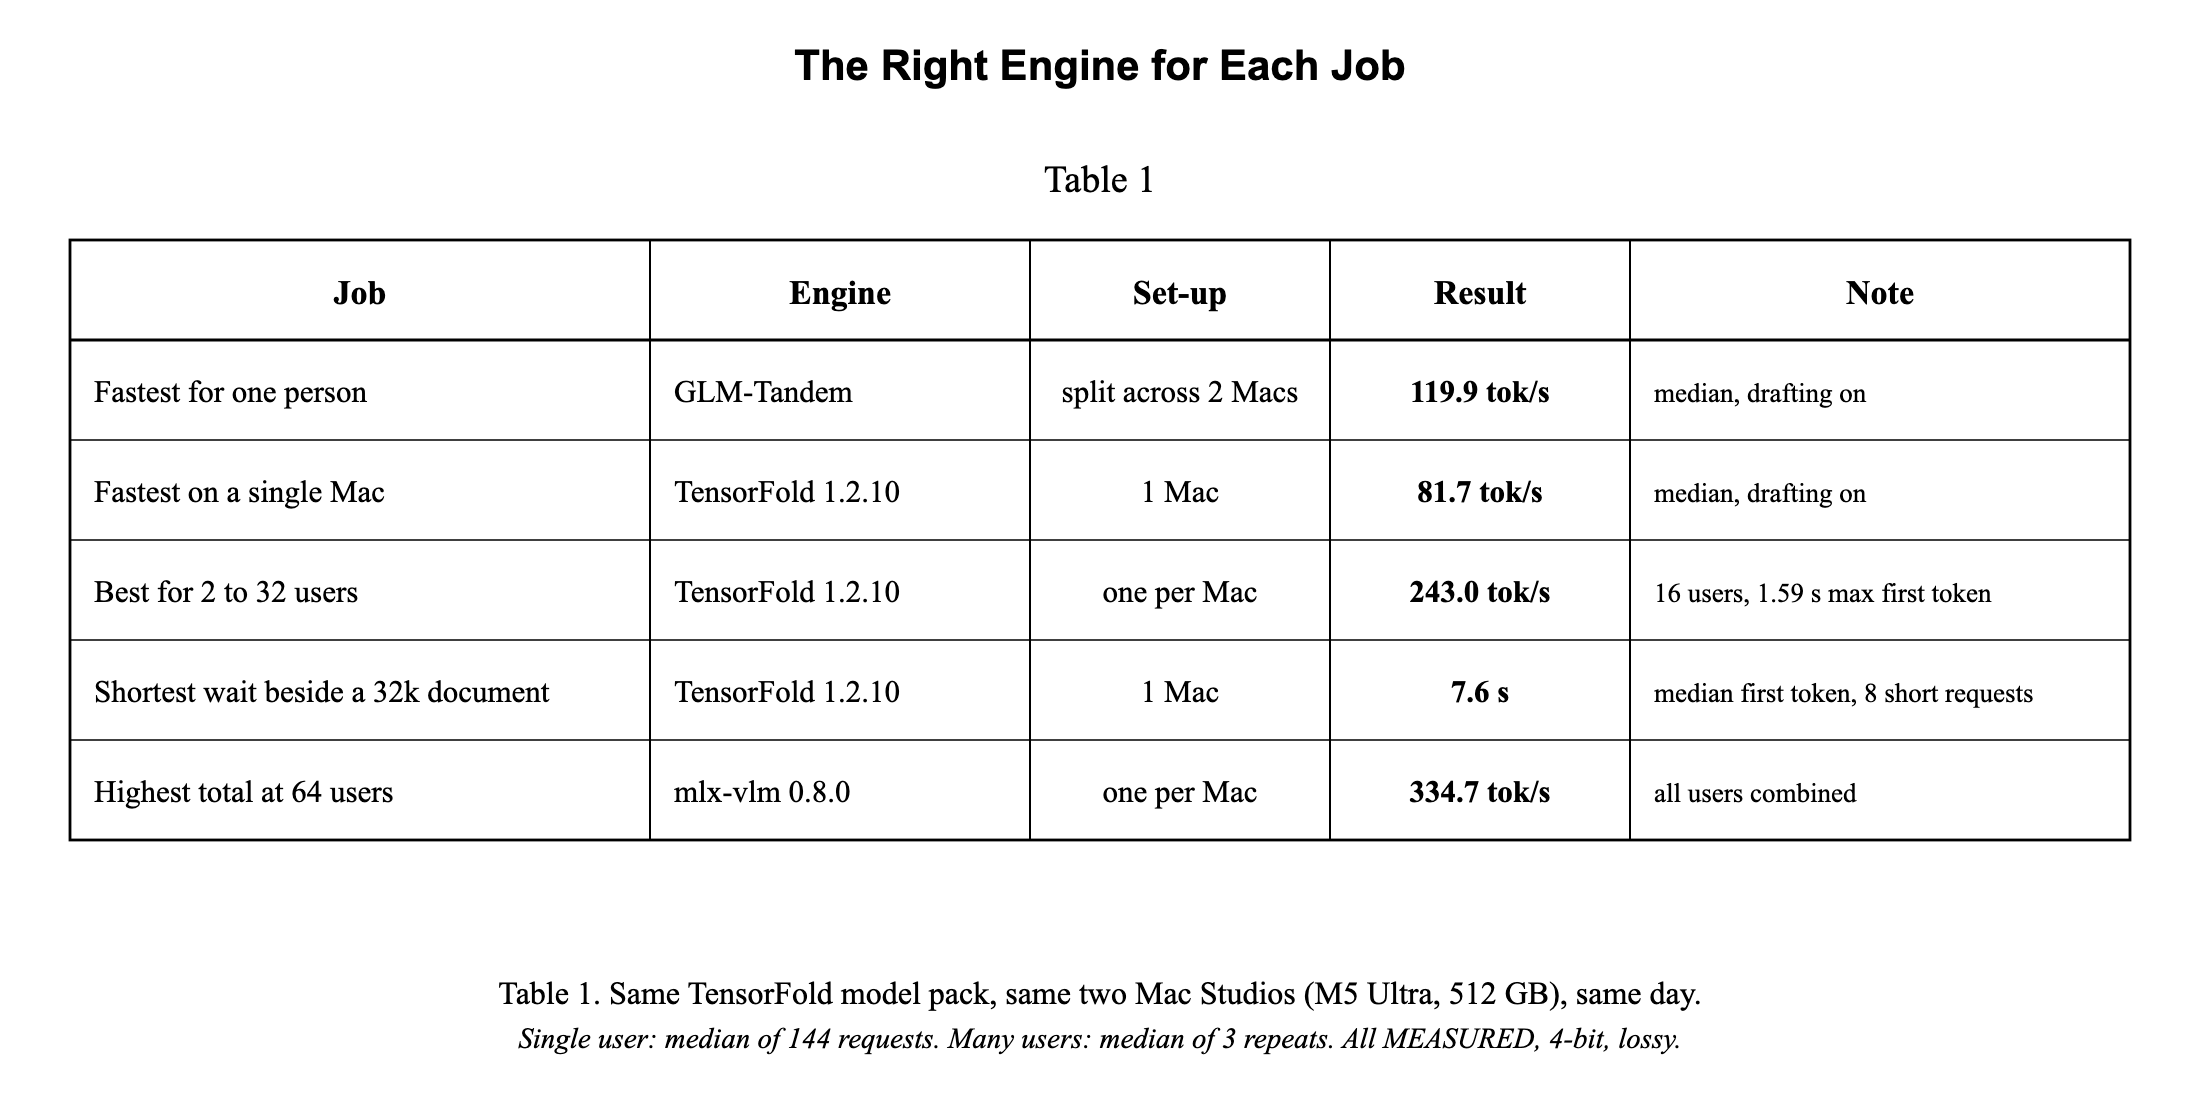 The Right Engine for Each Job
Table 1
Job Engine Set-up Result Note
Fastest for one person GLM-Tandem split across 2 Macs 119.9 tok/s median, drafting on
Fastest on a single Mac TensorFold 1.2.10 1 Mac 81.7 tok/s median, drafting on
Best for 2 to 32 users TensorFold 1.2.10 one per Mac 243.0 tok/s 16 users, 1.59 s max first token
Shortest wait beside a 32k document TensorFold 1.2.10 1 Mac 7.6 s median first token, 8 short requests
Highest total at 64 users mlx-vlm 0.8.0 one per Mac 334.7 tok/s all users combined
Table 1. Same TensorFold model pack, same two Mac Studios (M5 Ultra, 512 GB), same day.
Single user: median of 144 requests. Many users: median of 3 repeats. All MEASURED, 4-bit, lossy.